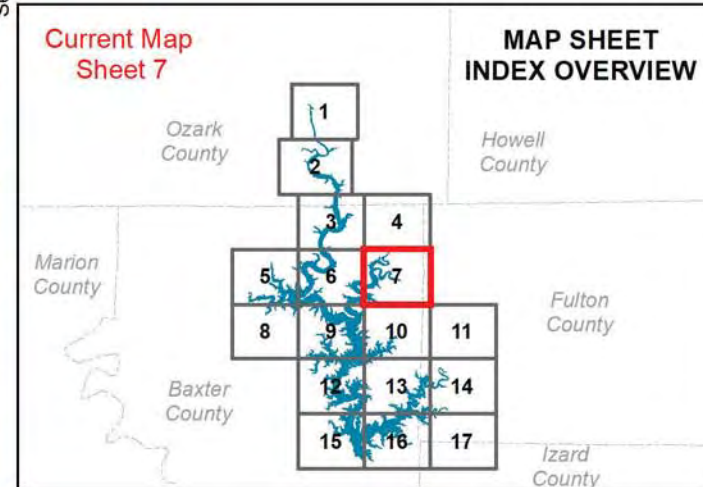 Current Map
Sheet 7
MAP SHEET
INDEX OVERVIEW
1
Ozark
County
Howell
County
2
3
4
Marion
County
5
6
7
Fulton
County
8
9
10
11
Baxter
County
12
13
14
15
16
17
Izard
County